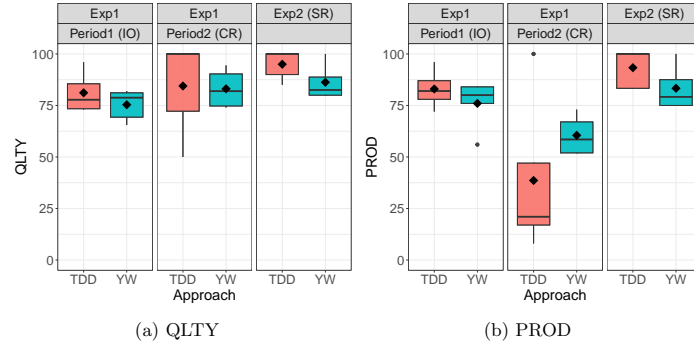 Exp1 Exp1 Exp2 (SR)
Period1 (IO) Period2 (CR)
100
75
50
25
0
QLTY
TDD YW TDD YW TDD YW
Approach
(a) QLTY
Exp1 Exp1 Exp2 (SR)
Period1 (IO) Period2 (CR)
100
75
50
25
0
PROD
TDD YW TDD YW TDD YW
Approach
(b) PROD